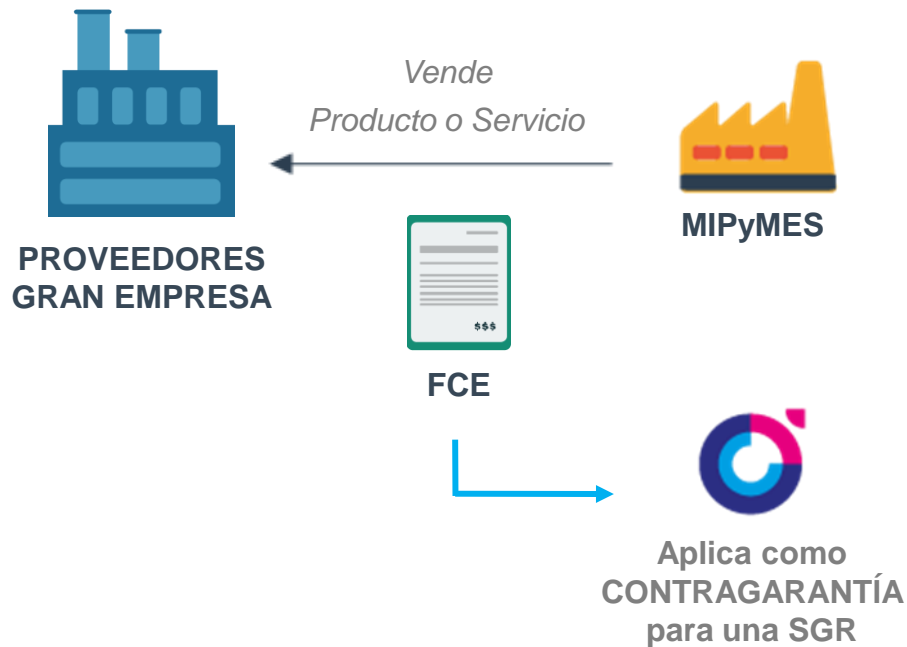 Vende
Producto o Servicio
MIPyMES
PROVEEDORES
GRAN EMPRESA
$$$
FCE
Aplica como
CONTRAGARANTÍA
para una SGR